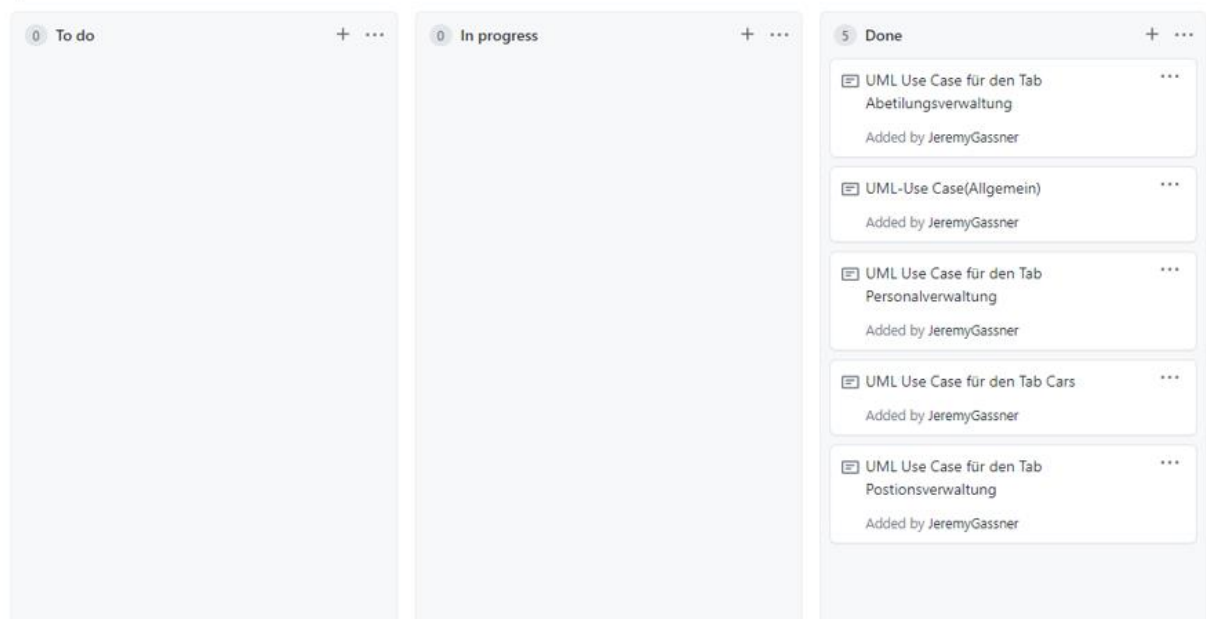 0 To do
0 In progress
5 Done
UML Use Case für den Tab
Abetilungsverwaltung
Added by JeremyGassner
UML-Use Case(Allgemein)
Added by JeremyGassner
UML Use Case für den Tab
Personalverwaltung
Added by JeremyGassner
UML Use Case für den Tab Cars
Added by JeremyGassner
UML Use Case für den Tab
Postionsverwaltung
Added by JeremyGassner